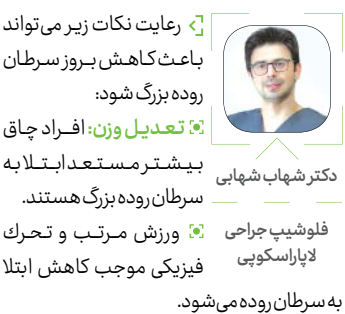 رعایت نکات زیر می‌تواند
باعث کاهش بروز سرطان
روده بزرگ شود:
تعدیل وزن: افراد چاق
بیشتر مستعد ابتلا به
سرطان روده بزرگ هستند.
ورزش مرتب و تحرك
فیزیکی موجب کاهش ابتلا
به سرطان روده می‌شود.
دکتر شهاب شهابی
فلوشیپ جراحی
لاپاراسکوپی